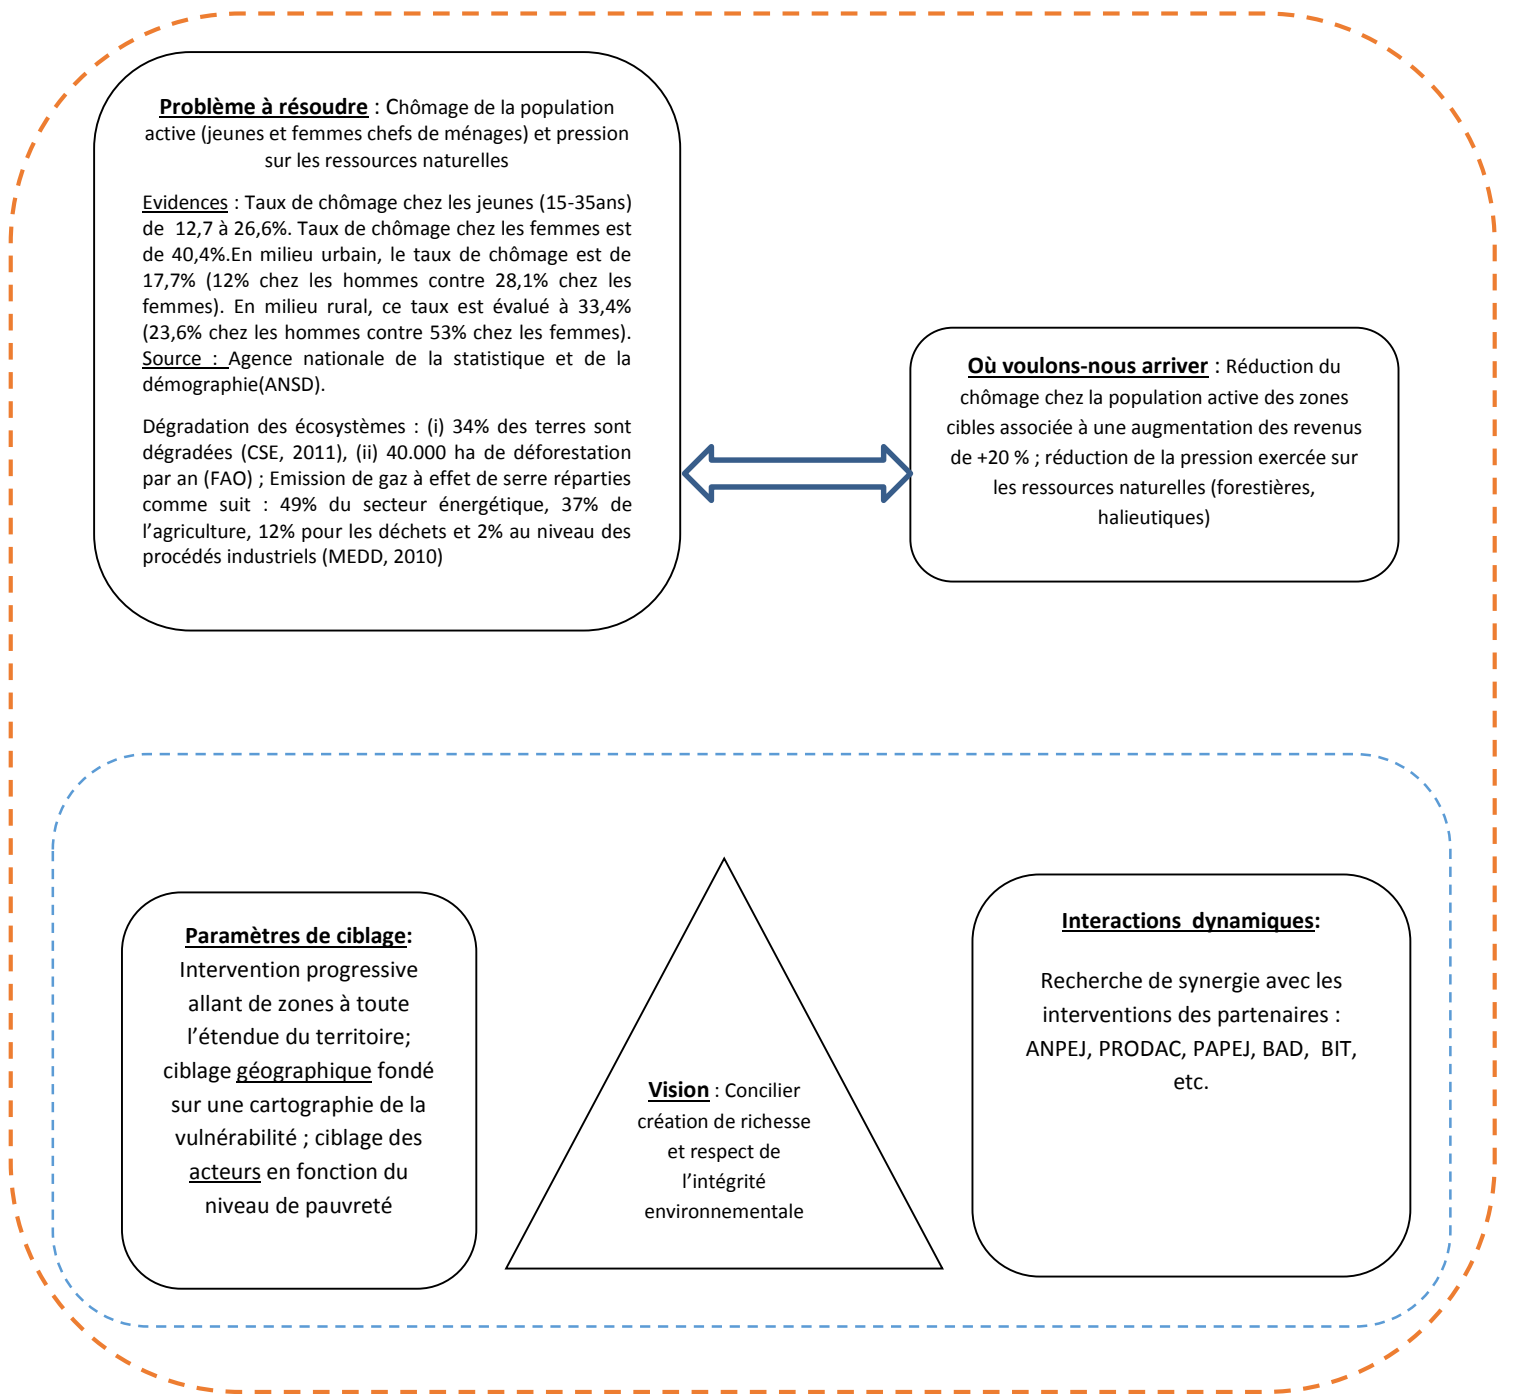 Problème à résoudre : Chômage de la population
active (jeunes et femmes chefs de ménages) et pression
sur les ressources naturelles
Evidences : Taux de chômage chez les jeunes (15-35ans)
de 12,7 à 26,6%. Taux de chômage chez les femmes est
de 40,4%.En milieu urbain, le taux de chômage est de
17,7% (12% chez les hommes contre 28,1% chez les
femmes). En milieu rural, ce taux est évalué à 33,4%
(23,6% chez les hommes contre 53% chez les femmes).
Source : Agence nationale de la statistique et de la
démographie(ANSD).
Dégradation des écosystèmes : (i) 34% des terres sont
dégradées (CSE, 2011), (ii) 40.000 ha de déforestation
par an (FAO) ; Emission de gaz à effet de serre réparties
comme suit : 49% du secteur énergétique, 37% de
l’agriculture, 12% pour les déchets et 2% au niveau des
procédés industriels (MEDD, 2010)
Où voulons-nous arriver : Réduction du
chômage chez la population active des zones
cibles associée à une augmentation des revenus
de +20 % ; réduction de la pression exercée sur
les ressources naturelles (forestières,
halieutiques)
Paramètres de ciblage:
Intervention progressive
allant de zones à toute
l’étendue du territoire;
ciblage géographique fondé
sur une cartographie de la
vulnérabilité ; ciblage des
acteurs en fonction du
niveau de pauvreté
Vision : Concilier
création de richesse
et respect de
l’intégrité
environnementale
Interactions dynamiques:
Recherche de synergie avec les
interventions des partenaires :
ANPEJ, PRODAC, PAPEJ, BAD, BIT,
etc.